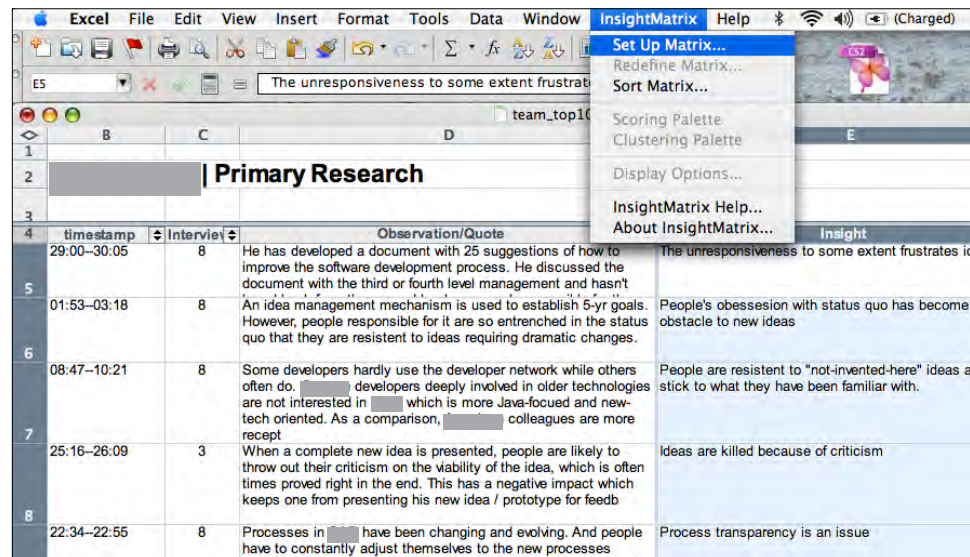 Excel File Edit View Insert Format Tools Data Window InsightMatrix Help (Charged)
Set Up Matrix...
Redefine Matrix...
Sort Matrix...
Scoring Palette
Clustering Palette
Display Options...
InsightMatrix Help...
About InsightMatrix...
CS2
E5 The unresponsiveness to some extent frustrat
team_top10
B C D E
1
2 | Primary Research
3
4 timestamp Interview Observation/Quote Insight
29:00--30:05 8 He has developed a document with 25 suggestions of how to The unresponsiveness to some extent frustrates
improve the software development process. He discussed the
document with the third or fourth level management and hasn't
5
01:53--03:18 8 An idea management mechanism is used to establish 5-yr goals. People's obsessesion with status quo has become
However, people responsible for it are so entrenched in the status obstacle to new ideas
quo that they are resistent to ideas requiring dramatic changes.
6
08:47--10:21 8 Some developers hardly use the developer network while others People are resistent to "not-invented-here" ideas
often do. developers deeply involved in older technologies stick to what they have been familiar with.
are not interested in which is more Java-focued and new-
tech oriented. As a comparison, colleagues are more
recept
7
25:16--26:09 3 When a complete new idea is presented, people are likely to Ideas are killed because of criticism
throw out their criticism on the viability of the idea, which is often
times proved right in the end. This has a negative impact which
keeps one from presenting his new idea / prototype for feedb
8
22:34--22:55 8 Processes in have been changing and evolving. And people Process transparency is an issue
have to constantly adjust themselves to the new processes